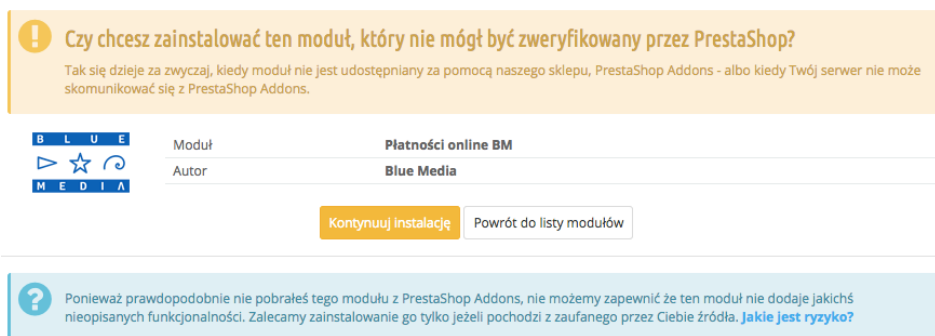 Czy chcesz zainstalować ten moduł, który nie mógł być zweryfikowany przez PrestaShop?
Tak się dzieje za zwyczaj, kiedy moduł nie jest udostępniany za pomocą naszego sklepu, PrestaShop Addons - albo kiedy Twój serwer nie może
skomunikować się z PrestaShop Addons.
BLUE
MEDIA
Moduł Płatności online BM
Autor Blue Media
Kontynuuj instalację Powrót do listy modułów
Ponieważ prawdopodobnie nie pobrałeś tego modułu z PrestaShop Addons, nie możemy zapewnić że ten moduł nie dodaje jakichś
nieopisanych funkcjonalności. Zalecamy zainstalowanie go tylko jeżeli pochodzi z zaufanego przez Ciebie źródła. Jakie jest ryzyko?